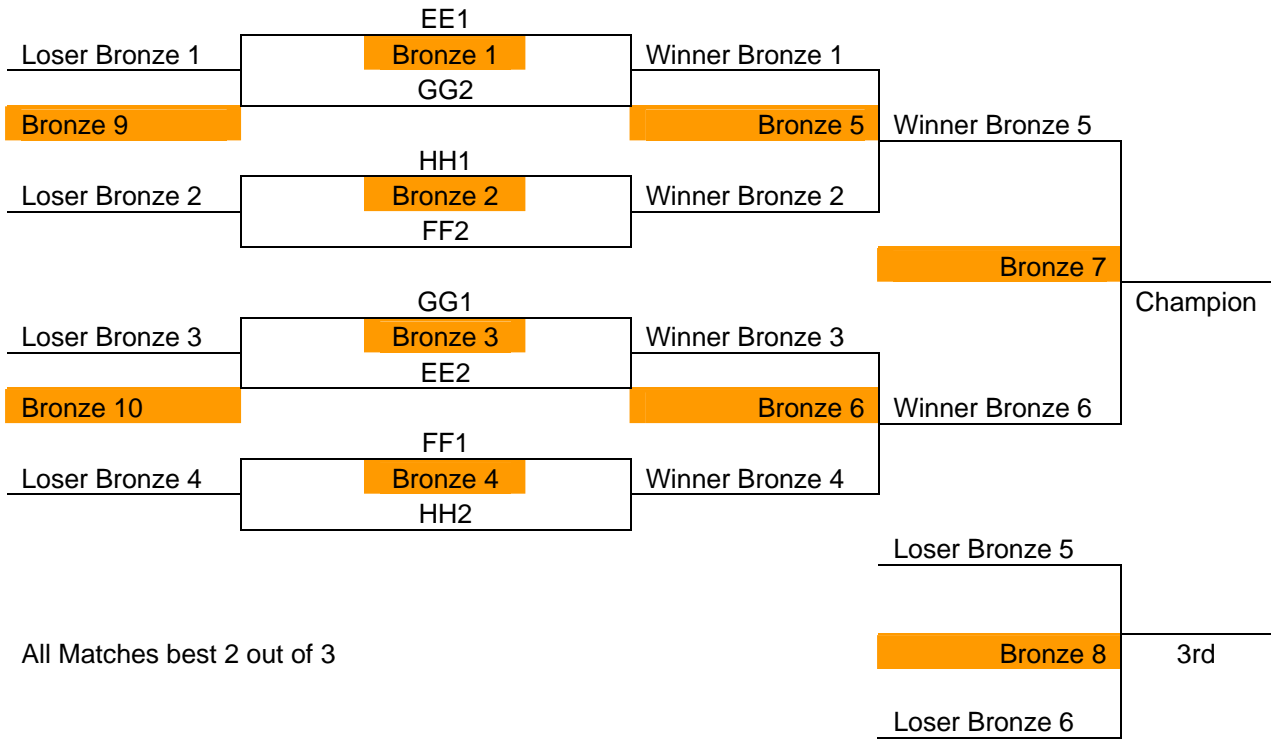 EE1
Loser Bronze 1 Bronze 1 Winner Bronze 1
GG2
Bronze 9 Bronze 5 Winner Bronze 5
HH1
Loser Bronze 2 Bronze 2 Winner Bronze 2
FF2
Bronze 7
GG1 Champion
Loser Bronze 3 Bronze 3 Winner Bronze 3
EE2
Bronze 10 Bronze 6 Winner Bronze 6
FF1
Loser Bronze 4 Bronze 4 Winner Bronze 4
HH2
Loser Bronze 5
All Matches best 2 out of 3 Bronze 8 3rd
Loser Bronze 6